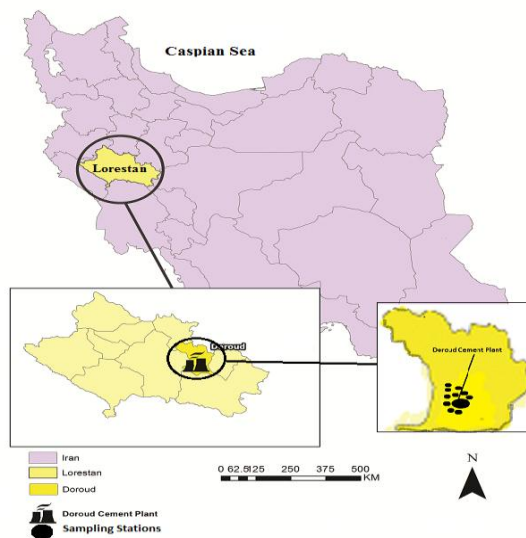 Caspian Sea
Lorestan
Doroud
Deroud Cement Plant
Iran
Lorestan
Doroud
Doroud Cement Plant
Sampling Stations
0 62.5125 250 375 500
KM
N